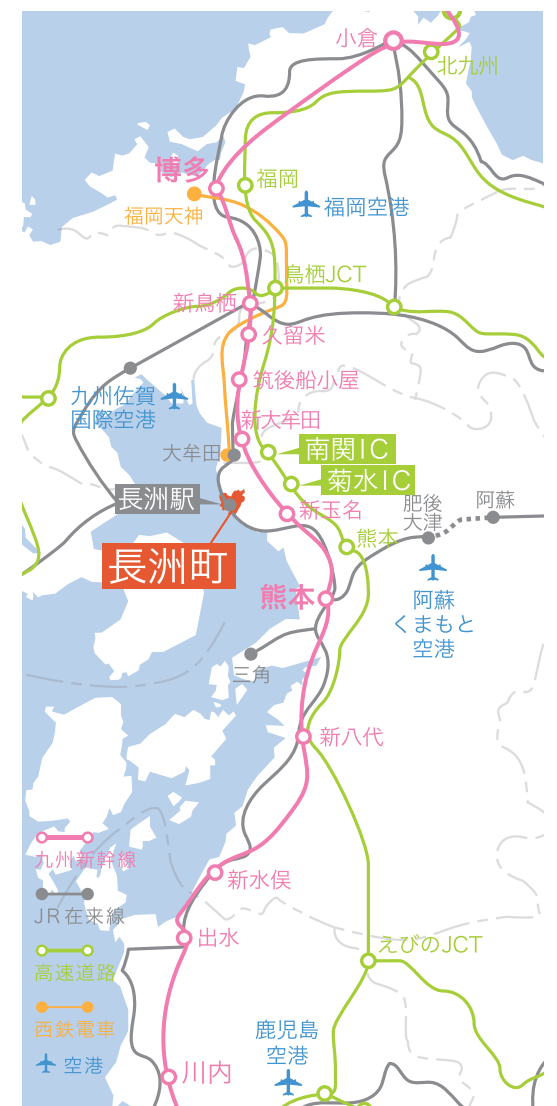 小倉
北九州
博多
福岡
福岡天神
福岡空港
鳥栖JCT
新鳥栖
久留米
筑後船小屋
九州佐賀
国際空港
新大牟田
大牟田
南関IC
菊水IC
長洲駅
新玉名
肥後
大津
阿蘇
熊本
長洲町
熊本
阿蘇
くまもと
空港
三角
新八代
九州新幹線
新水俣
JR在来線
出水
えびのJCT
高速道路
西鉄電車
鹿児島
空港
空港
川内